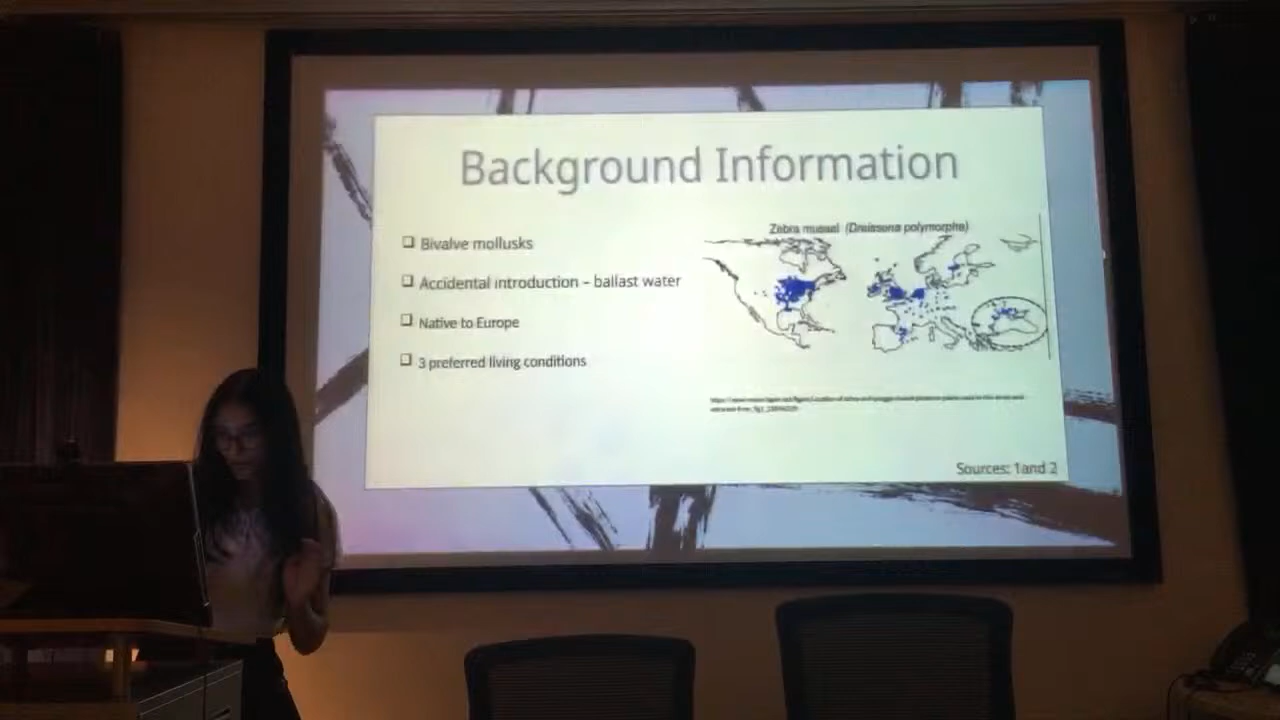 Background Information
Bivalve mollusks
Accidental introduction – ballast water
Native to Europe
3 preferred living conditions
Zebra mussel (Dreissena polymorpha)
Sources: 1and 2